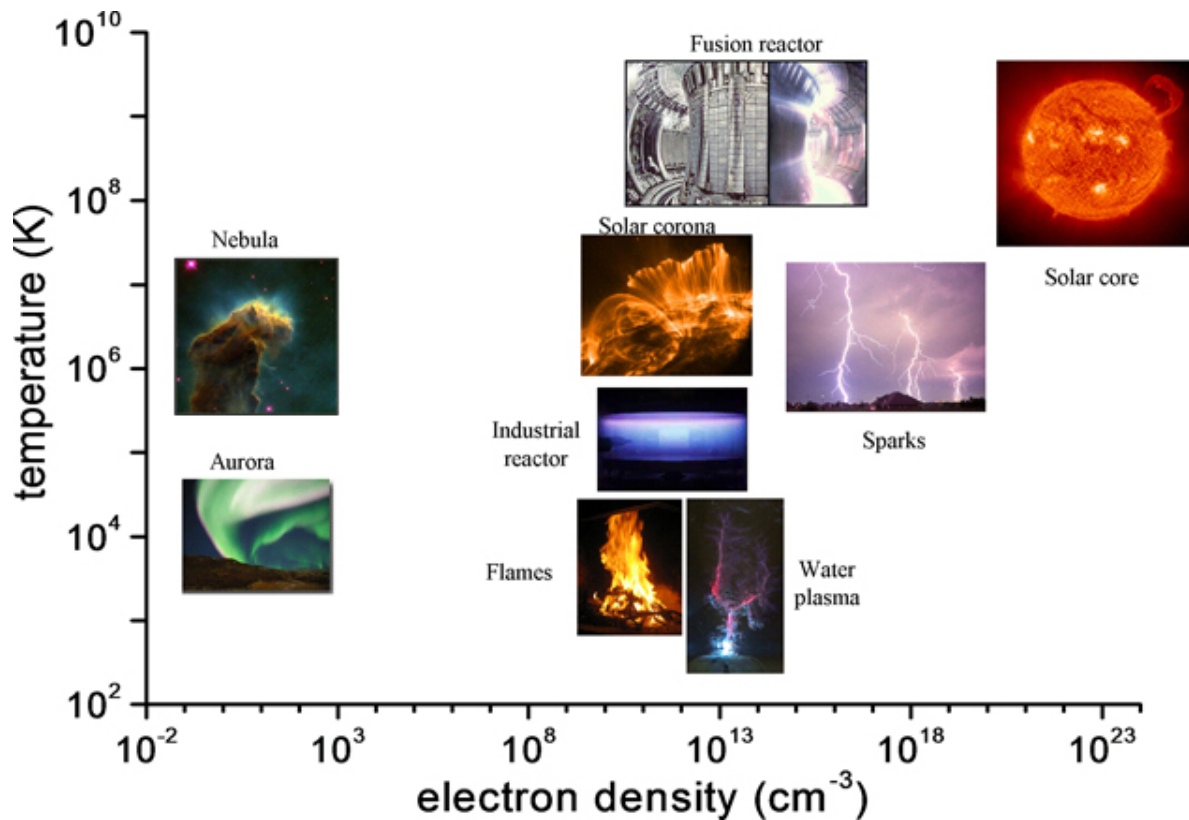 10^10
Fusion reactor
10^8
Solar corona
Nebula
Solar core
temperature (K)
10^6
Industrial
reactor
Sparks
Aurora
10^4
Flames
Water
plasma
10^2
10^-2
10^3
10^8
10^13
10^18
10^23
electron density (cm^-3)